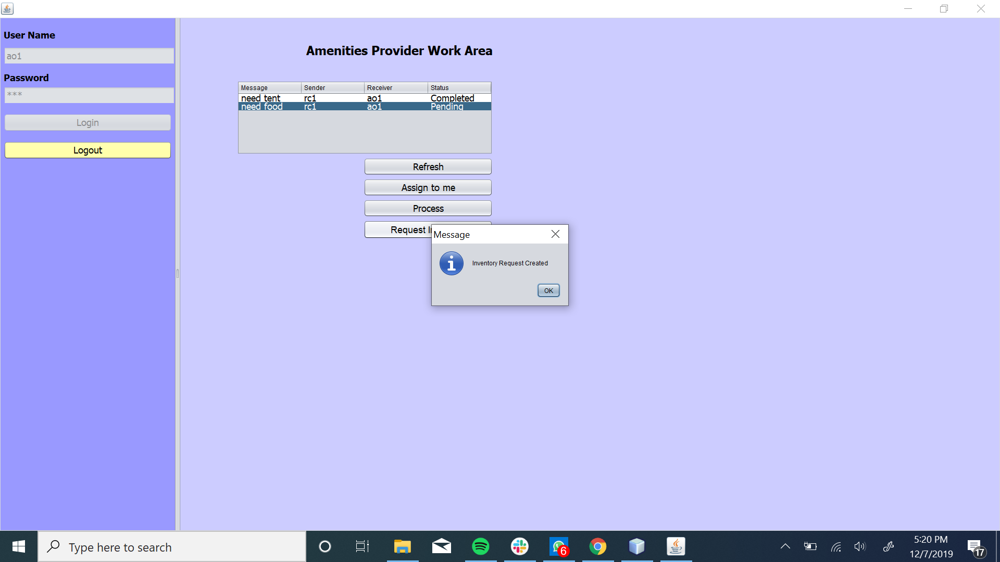 User Name
ao1
Password
***
Login
Logout
Amenities Provider Work Area
Message Sender Receiver Status
need tent rc1 ao1 Completed
need food rc1 ao1 Pending
Refresh
Assign to me
Process
Request
Message
Inventory Request Created
OK
Type here to search
6
5:20 PM
12/7/2019
17